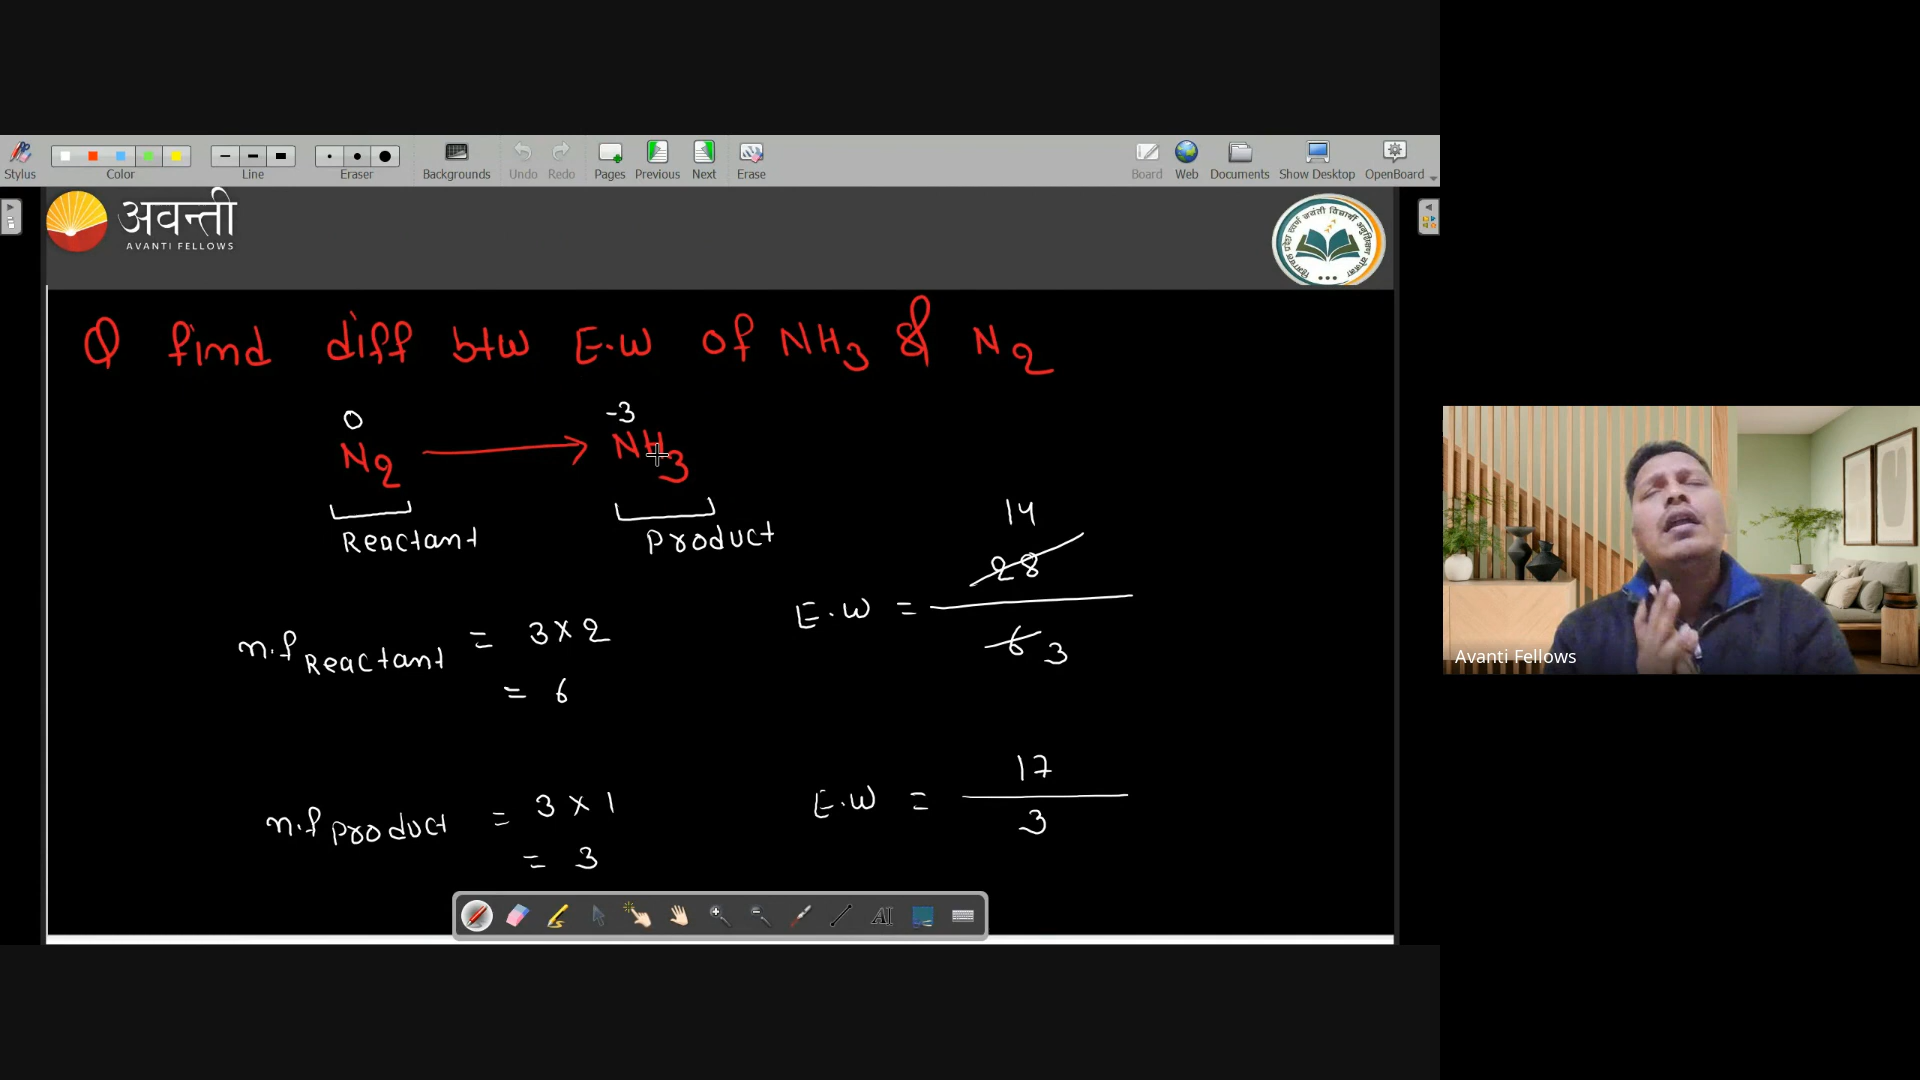 Stylus Color Line Eraser Backgrounds Undo Redo Pages Previous Next Erase Board Web Documents Show Desktop OpenBoard
अवन्ती
AVANTI FELLOWS
Q find diff btw E.W of NH3 & N2
0 -3
N2 → NH3
Reactant Product
14
28
E.W = 6 3
n.f Reactant = 3 × 2
= 6
17
E.W = 3
n.f product = 3 × 1
= 3
Avanti Fellows